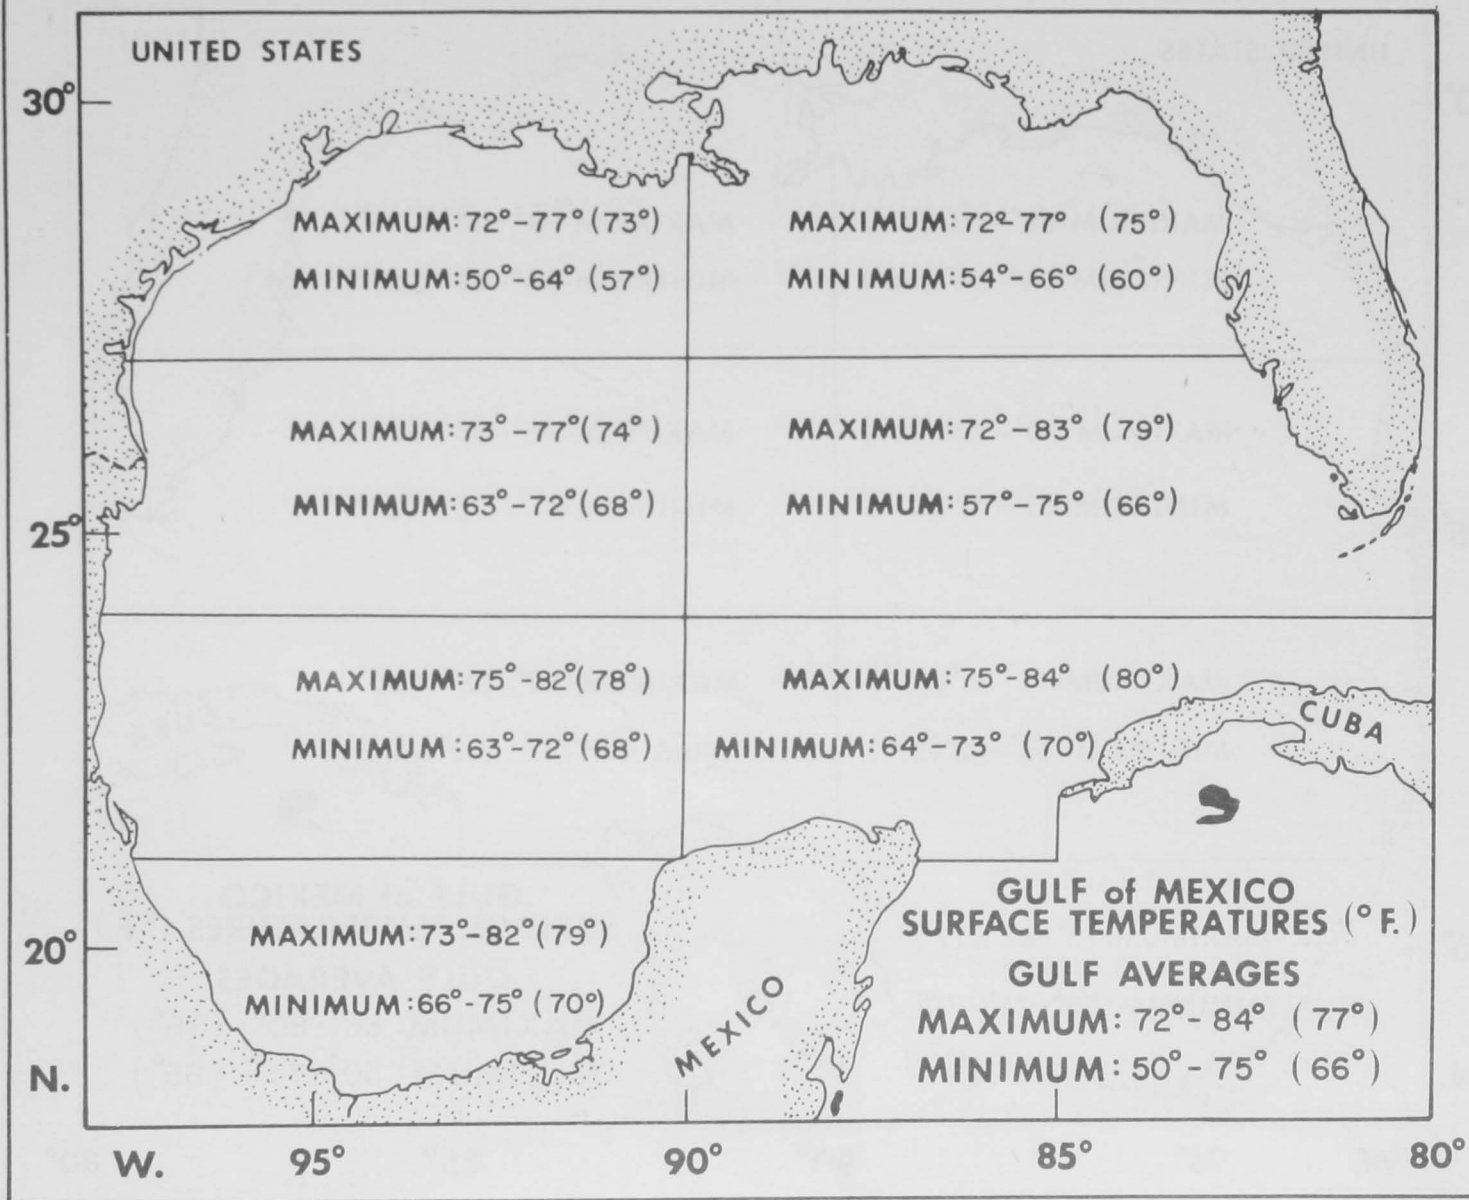 UNITED STATES
30°
MAXIMUM:72°-77°(73°)
MINIMUM:50°-64°(57°)
MAXIMUM:72°-77° (75°)
MINIMUM:54°-66° (60°)
MAXIMUM:73°-77°(74°)
MINIMUM:63°-72°(68°)
MAXIMUM:72°-83° (79°)
MINIMUM:57°-75° (66°)
25°
MAXIMUM:75°-82°(78°)
MINIMUM:63°-72°(68°)
MAXIMUM:75°-84° (80°)
MINIMUM:64°-73° (70°)
CUBA
20°
MAXIMUM:73°-82°(79°)
MINIMUM:66°-75°(70°)
MEXICO
GULF of MEXICO
SURFACE TEMPERATURES (°F.)
GULF AVERAGES
MAXIMUM: 72°- 84° (77°)
MINIMUM: 50°- 75° (66°)
N.
W. 95° 90° 85° 80°